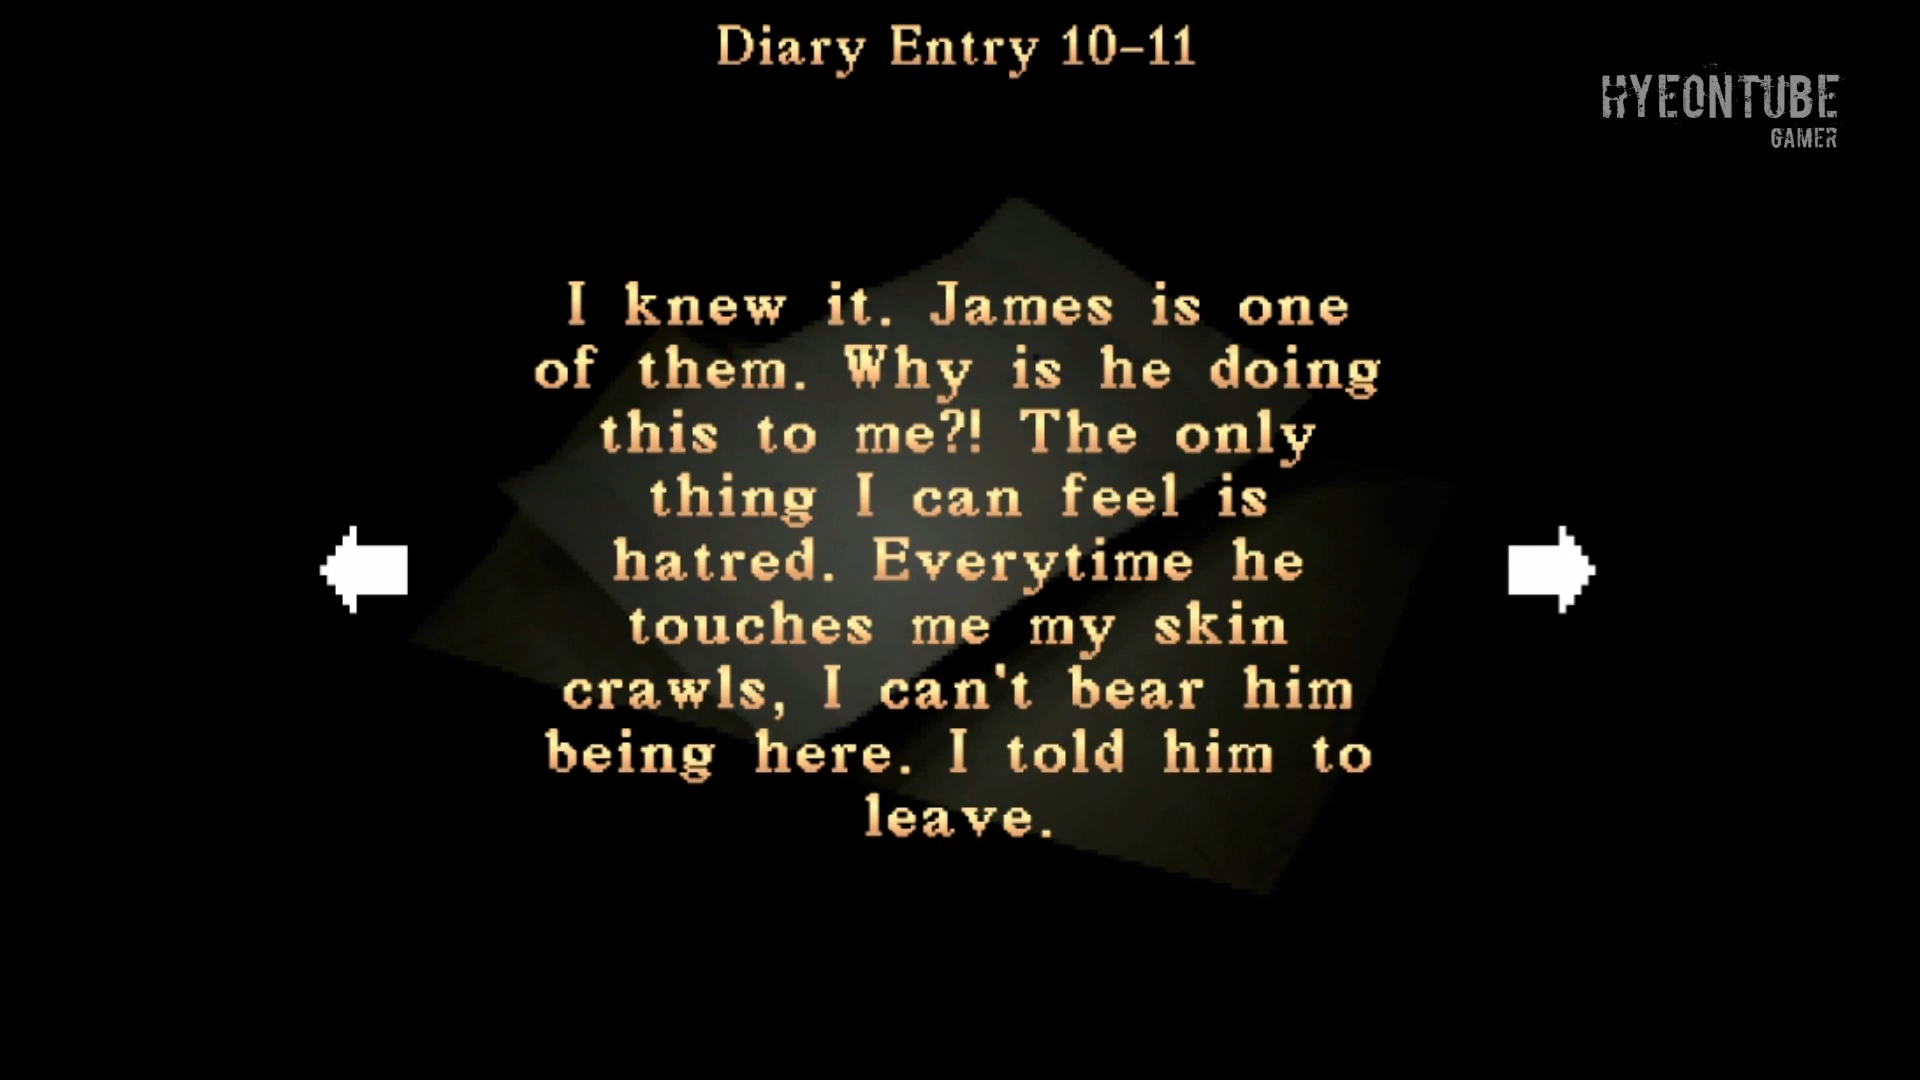 Diary Entry 10-11
HYEONTUBE
GAMER
I knew it. James is one
of them. Why is he doing
this to me?! The only
thing I can feel is
hatred. Everytime he
touches me my skin
crawls, I can't bear him
being here. I told him to
leave.